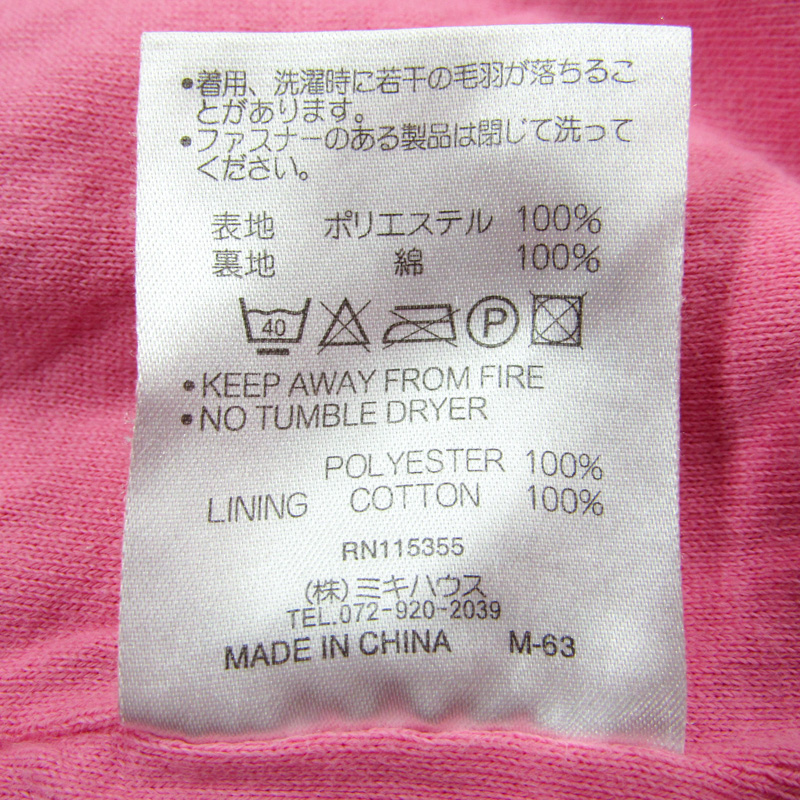 •着用、洗濯時に若干の毛羽が落ちるこ
とがあります。
•ファスナーのある製品は閉じて洗って
ください。
表地 ポリエステル 100%
裏地 綿 100%
40 P
•KEEP AWAY FROM FIRE
•NO TUMBLE DRYER
POLYESTER 100%
LINING COTTON 100%
RN115355
(株)ミキハウス
TEL.072-920-2039
MADE IN CHINA M-63